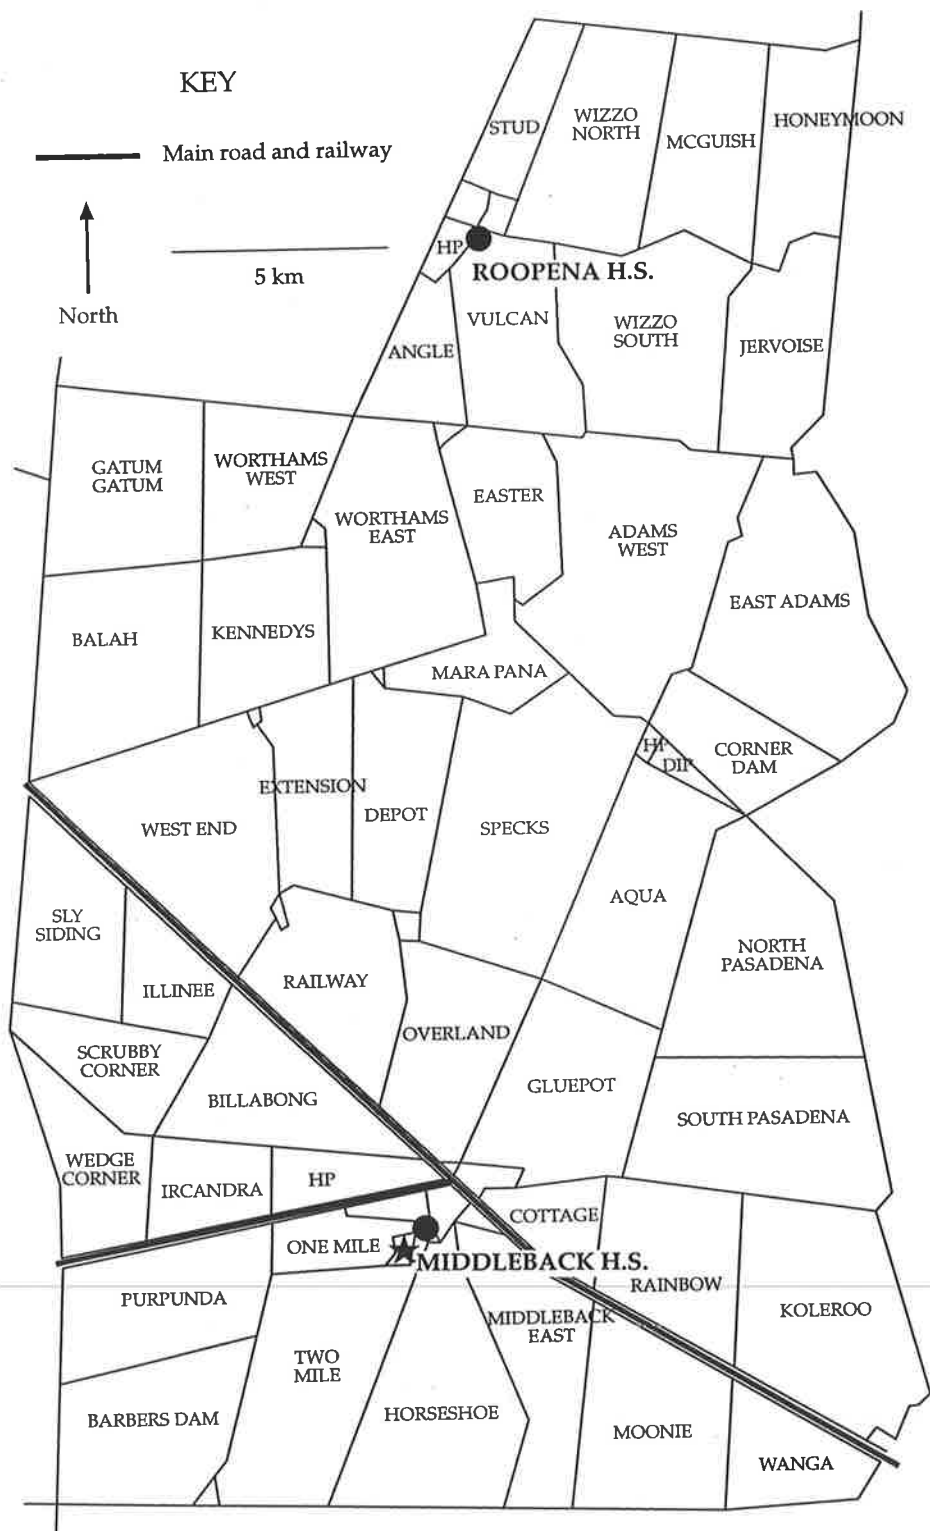 KEY
Main road and railway
5 km
North
STUD
WIZZO
NORTH
MCGUISH
HONEYMOON
HP
ROOPENA H.S.
VULCAN
WIZZO
SOUTH
JERVOISE
ANGLE
GATUM
GATUM
WORTHAMS
WEST
WORTHAMS
EAST
EASTER
ADAMS
WEST
EAST ADAMS
BALAH
KENNEDYS
MARA PANA
HP
DIP
CORNER
DAM
EXTENSION
WEST END
DEPOT
SPECKS
AQUA
SLY
SIDING
ILLINEE
RAILWAY
NORTH
PASADENA
OVERLAND
SCRUBBY
CORNER
BILLABONG
GLUEPOT
SOUTH PASADENA
WEDGE
CORNER
IRCANDRA
HP
COTTAGE
ONE MILE
MIDDLEBACK H.S.
RAINBOW
KOLEROO
PURPUNDA
MIDDLEBACK
EAST
TWO
MILE
BARBERS DAM
HORSESHOE
MOONIE
WANGA